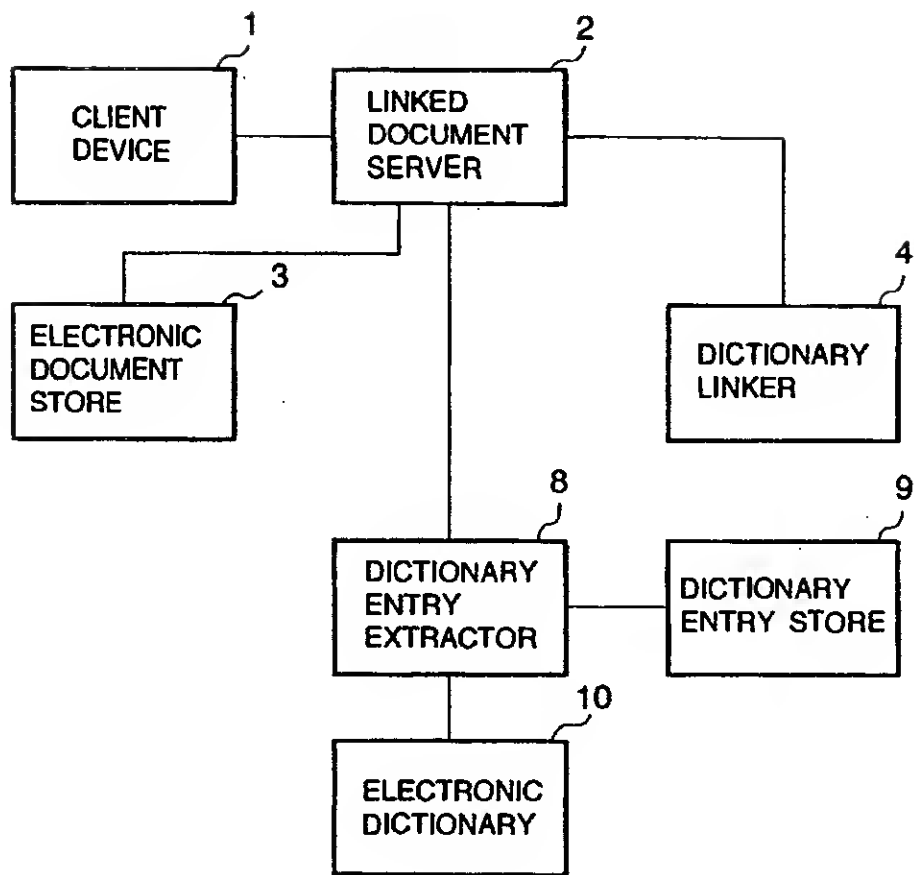 1
CLIENT
DEVICE
2
LINKED
DOCUMENT
SERVER
3
ELECTRONIC
DOCUMENT
STORE
4
DICTIONARY
LINKER
8
DICTIONARY
ENTRY
EXTRACTOR
9
DICTIONARY
ENTRY STORE
10
ELECTRONIC
DICTIONARY